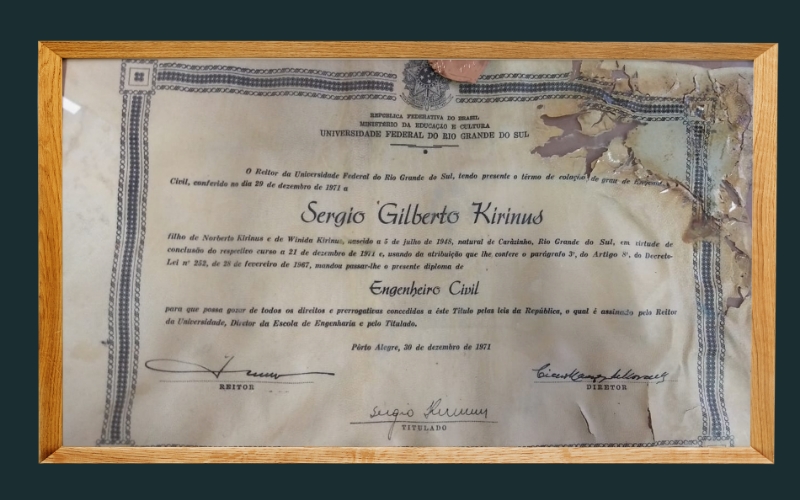 REPÚBLICA FEDERATIVA DO BRASIL
MINISTÉRIO DA EDUCAÇÃO E CULTURA
UNIVERSIDADE FEDERAL DO RIO GRANDE DO SUL
O Reitor da Universidade Federal do Rio Grande do Sul, tendo presente o têrmo de colação de grau de
Civil, conferido no dia 29 de dezembro de 1971 a
Sergio Gilberto Kirinus
filho de Norberto Kirinus e de Winida Kirinus, nascido a 5 de julho de 1948, natural de Caràzinho, Rio Grande do Sul, em virtude de
conclusão do respectivo curso a 21 de dezembro de 1971 e, usando da atribuição que lhe confere o parágrafo 3º, do Artigo 8º, do Decreto-
Lei nº 252, de 28 de fevereiro de 1967, mandou passar-lhe o presente diploma de
Engenheiro Civil
para que possa gozar de todos os direitos e prerrogativas concedidas a êste Título pelas leis da República, o qual é assinado pelo Reitor
da Universidade, Diretor da Escola de Engenharia e pelo Titulado.
Pôrto Alegre, 30 de dezembro de 1971
REITOR
DIRETOR
Sergio Kirinus
TITULADO